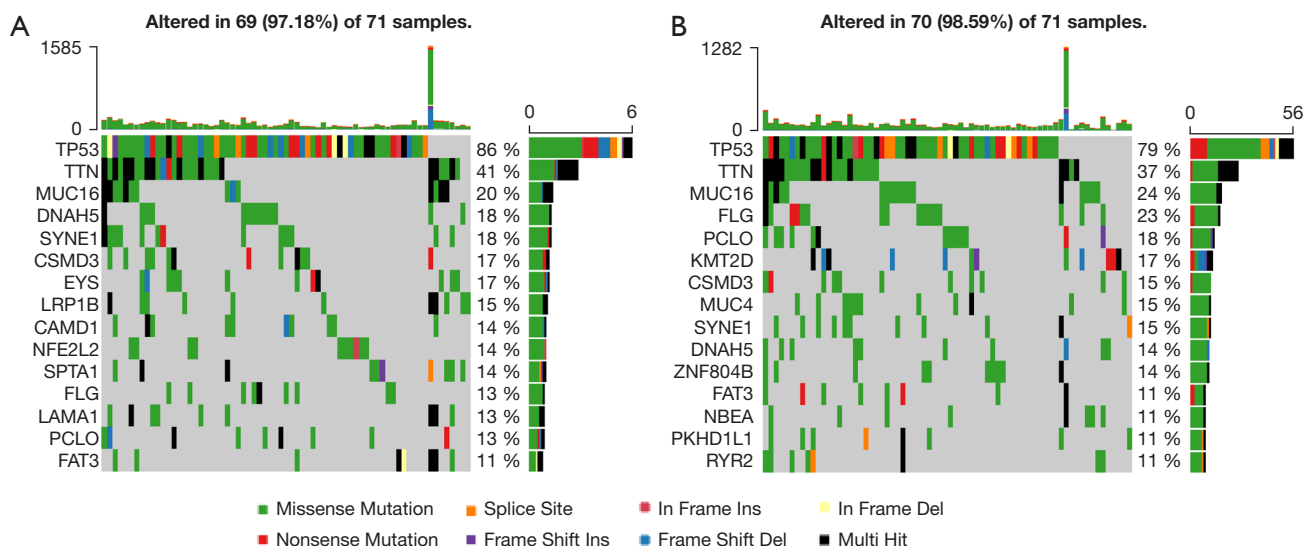 A
Altered in 69 (97.18%) of 71 samples.
1585
0
0 6
TP53 86 %
TTN 41 %
MUC16 20 %
DNAH5 18 %
SYNE1 18 %
CSMD3 17 %
EYS 17 %
LRP1B 15 %
CAMD1 14 %
NFE2L2 14 %
SPTA1 14 %
FLG 13 %
LAMA1 13 %
PCLO 13 %
FAT3 11 %
B
Altered in 70 (98.59%) of 71 samples.
1282
0
0 56
TP53 79 %
TTN 37 %
MUC16 24 %
FLG 23 %
PCLO 18 %
KMT2D 17 %
CSMD3 15 %
MUC4 15 %
SYNE1 15 %
DNAH5 14 %
ZNF804B 14 %
FAT3 11 %
NBEA 11 %
PKHD1L1 11 %
RYR2 11 %
Missense Mutation Splice Site In Frame Ins In Frame Del
Nonsense Mutation Frame Shift Ins Frame Shift Del Multi Hit